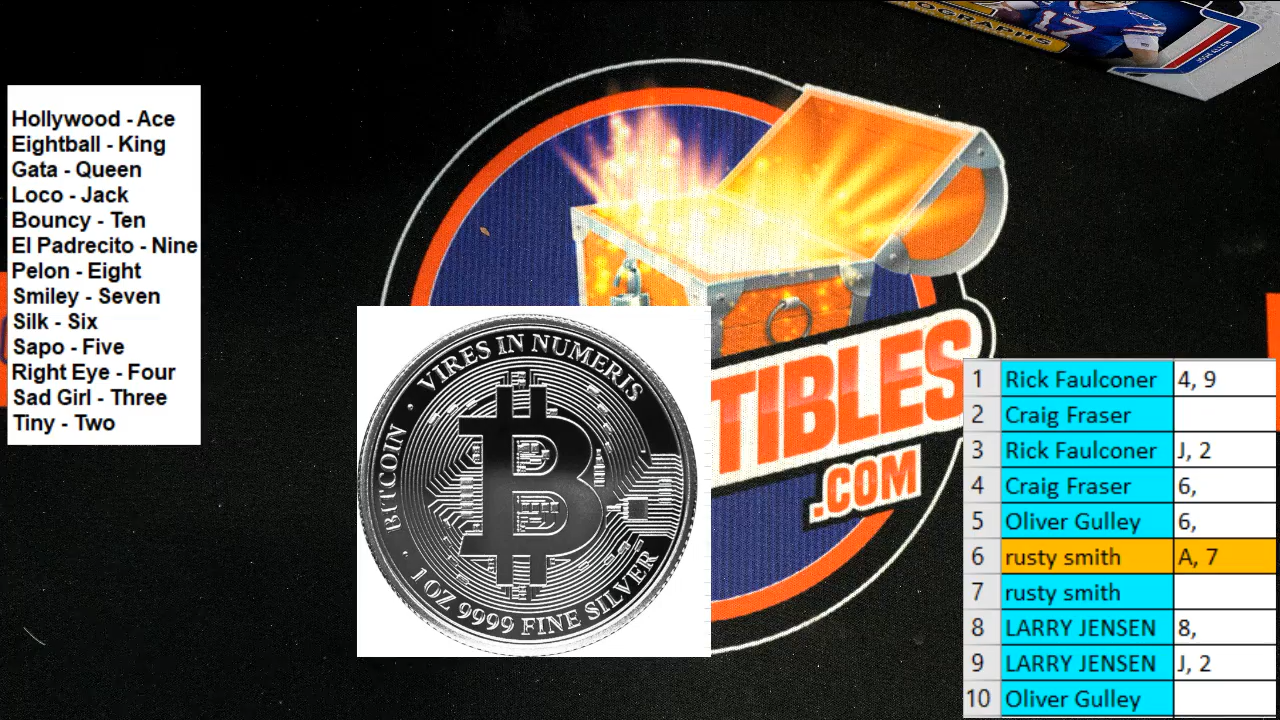 OGRAPHS
17
JOSH ALLEN
Hollywood - Ace
Eightball - King
Gata - Queen
Loco - Jack
Bouncy - Ten
El Padrecito - Nine
Pelon - Eight
Smiley - Seven
Silk - Six
Sapo - Five
Right Eye - Four
Sad Girl - Three
Tiny - Two
BITCOIN · VIRES IN NUMERIS
· 1 OZ 9999 FINE SILVER
TIBLES
.COM
1 Rick Faulconer 4, 9
2 Craig Fraser
3 Rick Faulconer J, 2
4 Craig Fraser 6,
5 Oliver Gulley 6,
6 rusty smith A, 7
7 rusty smith
8 LARRY JENSEN 8,
9 LARRY JENSEN J, 2
10 Oliver Gulley